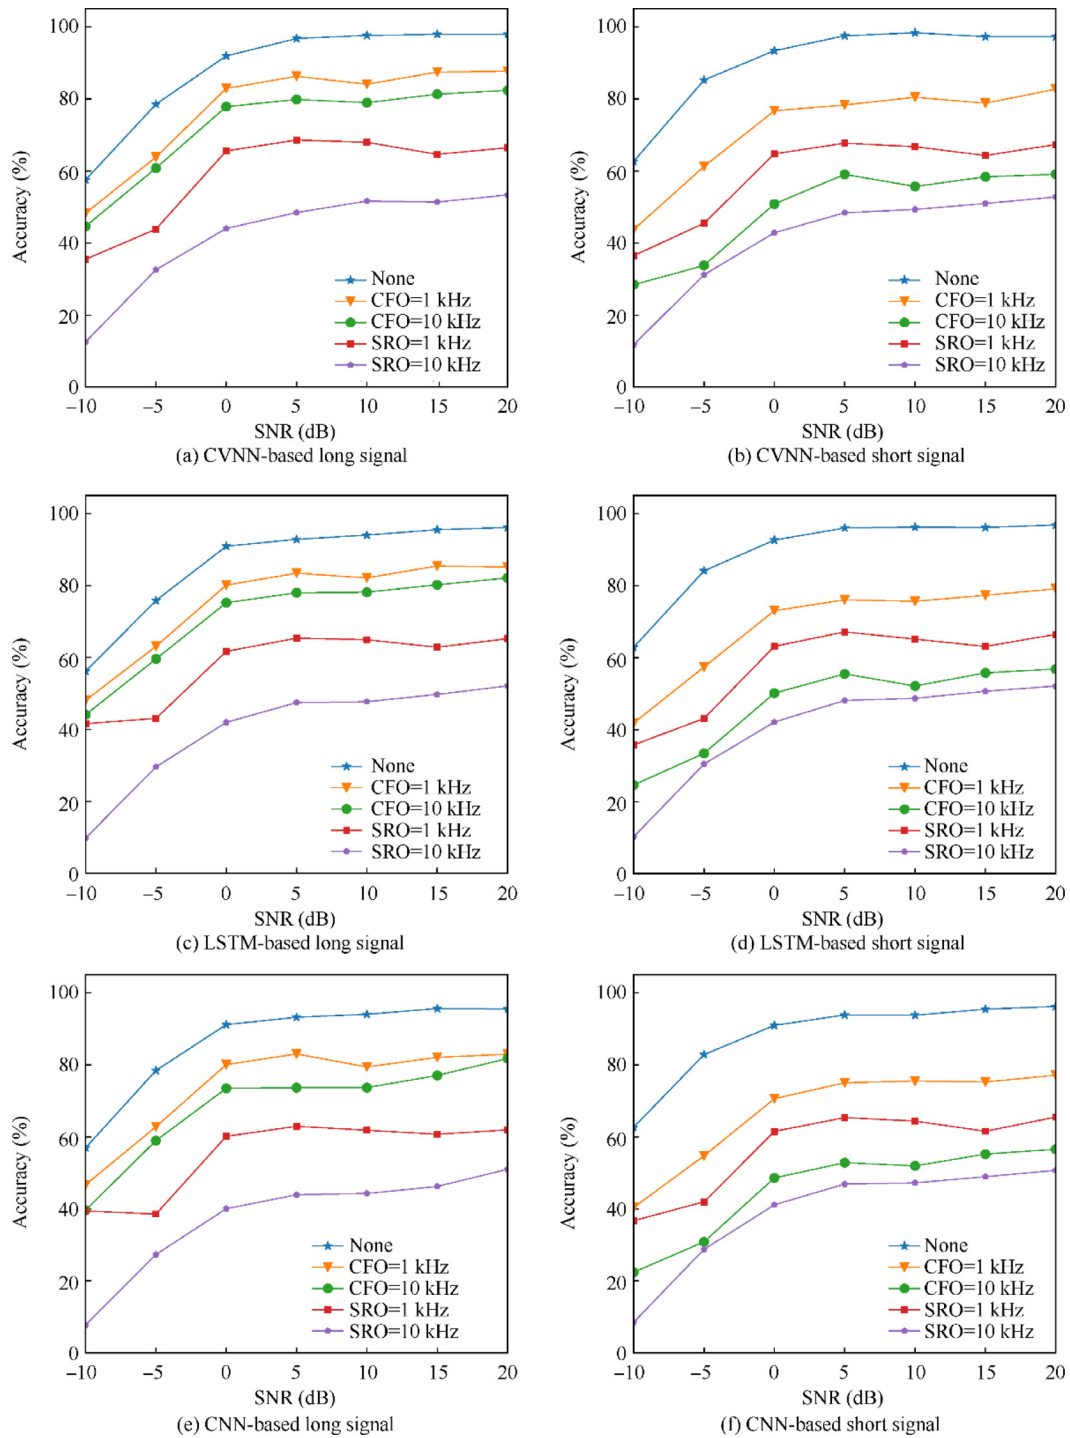 100
80
60
40
20
0
Accuracy (%)
None
CFO=1 kHz
CFO=10 kHz
SRO=1 kHz
SRO=10 kHz
−10 −5 0 5 10 15 20
SNR (dB)
(a) CVNN-based long signal
100
80
60
40
20
0
Accuracy (%)
None
CFO=1 kHz
CFO=10 kHz
SRO=1 kHz
SRO=10 kHz
−10 −5 0 5 10 15 20
SNR (dB)
(b) CVNN-based short signal
100
80
60
40
20
0
Accuracy (%)
None
CFO=1 kHz
CFO=10 kHz
SRO=1 kHz
SRO=10 kHz
−10 −5 0 5 10 15 20
SNR (dB)
(c) LSTM-based long signal
100
80
60
40
20
0
Accuracy (%)
None
CFO=1 kHz
CFO=10 kHz
SRO=1 kHz
SRO=10 kHz
−10 −5 0 5 10 15 20
SNR (dB)
(d) LSTM-based short signal
100
80
60
40
20
0
Accuracy (%)
None
CFO=1 kHz
CFO=10 kHz
SRO=1 kHz
SRO=10 kHz
−10 −5 0 5 10 15 20
SNR (dB)
(e) CNN-based long signal
100
80
60
40
20
0
Accuracy (%)
None
CFO=1 kHz
CFO=10 kHz
SRO=1 kHz
SRO=10 kHz
−10 −5 0 5 10 15 20
SNR (dB)
(f) CNN-based short signal